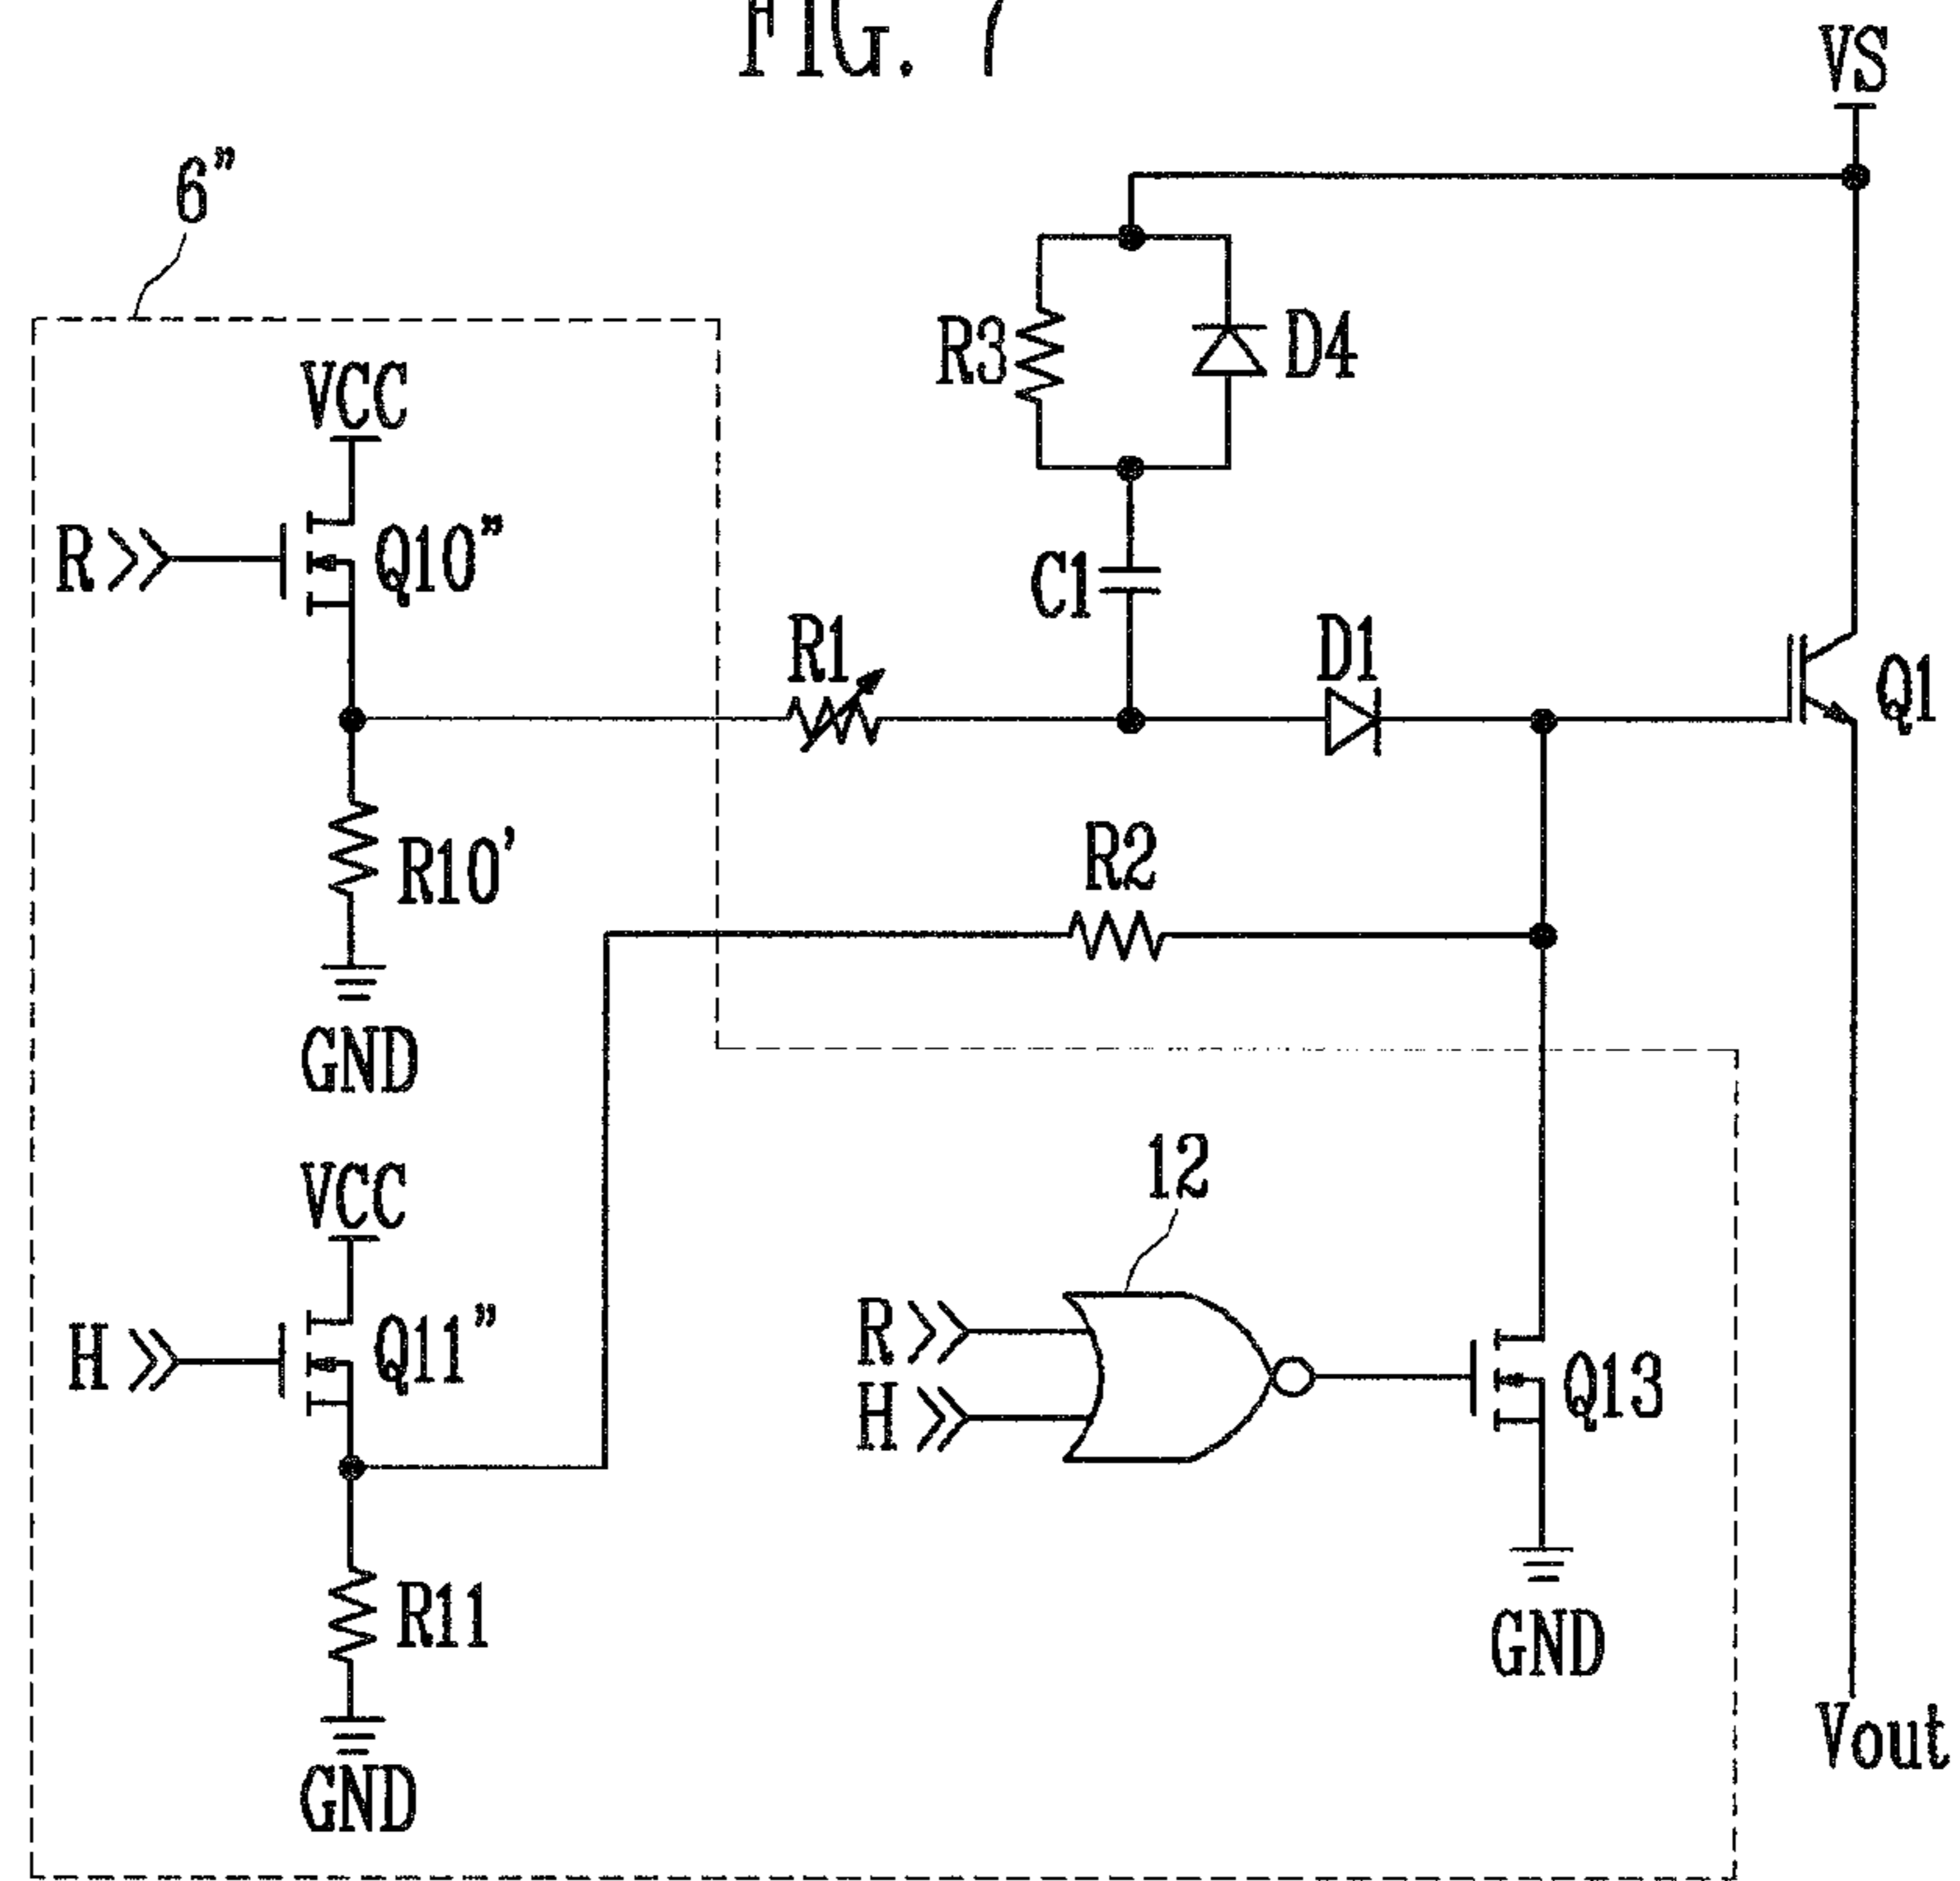 FIG. 7
VS
6"
R3
D4
VCC
R
Q10"
C1
R1
D1
Q1
R10'
R2
GND
12
VCC
H
Q11"
R
H
Q13
R11
GND
GND
Vout